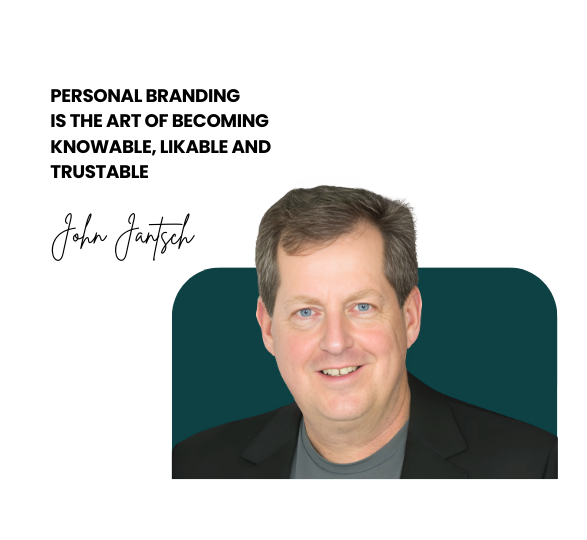 PERSONAL BRANDING
IS THE ART OF BECOMING
KNOWABLE, LIKABLE AND
TRUSTABLE
John Jantsch